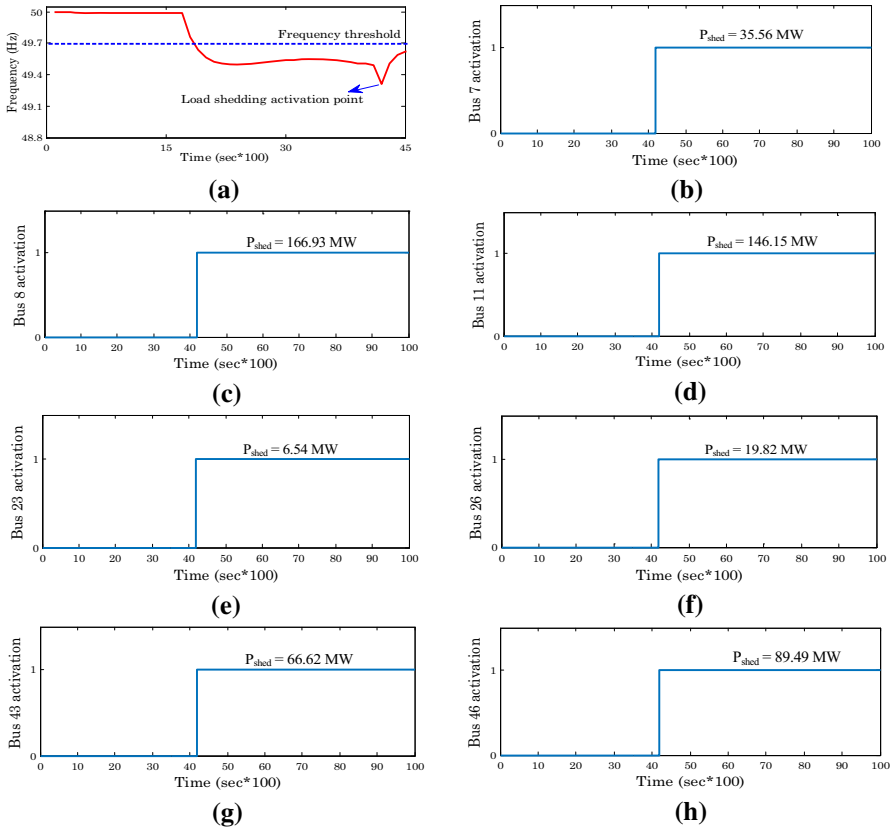 50
49.7
49.4
49.1
48.8
Frequency (Hz)
Frequency threshold
Load shedding activation point
0
15
30
45
Time (sec*100)
(a)
1
0
Bus 7 activation
P_shed = 35.56 MW
0 10 20 30 40 50 60 70 80 90 100
Time (sec*100)
(b)
1
0
Bus 8 activation
P_shed = 166.93 MW
0 10 20 30 40 50 60 70 80 90 100
Time (sec*100)
(c)
1
0
Bus 11 activation
P_shed = 146.15 MW
0 10 20 30 40 50 60 70 80 90 100
Time (sec*100)
(d)
1
0
Bus 23 activation
P_shed = 6.54 MW
0 10 20 30 40 50 60 70 80 90 100
Time (sec*100)
(e)
1
0
Bus 26 activation
P_shed = 19.82 MW
0 10 20 30 40 50 60 70 80 90 100
Time (sec*100)
(f)
1
0
Bus 43 activation
P_shed = 66.62 MW
0 10 20 30 40 50 60 70 80 90 100
Time (sec*100)
(g)
1
0
Bus 46 activation
P_shed = 89.49 MW
0 10 20 30 40 50 60 70 80 90 100
Time (sec*100)
(h)